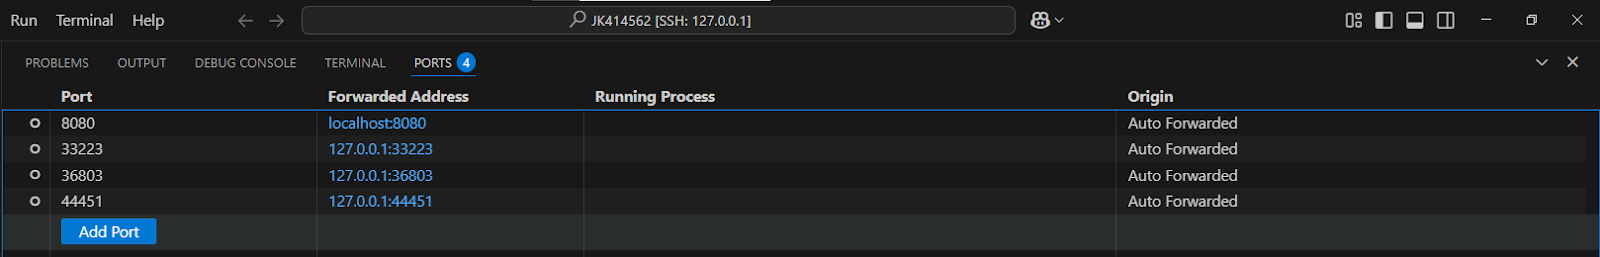 Run Terminal Help JK414562 [SSH: 127.0.0.1]
PROBLEMS OUTPUT DEBUG CONSOLE TERMINAL PORTS 4
Port Forwarded Address Running Process Origin
8080 localhost:8080 Auto Forwarded
33223 127.0.0.1:33223 Auto Forwarded
36803 127.0.0.1:36803 Auto Forwarded
44451 127.0.0.1:44451 Auto Forwarded
Add Port